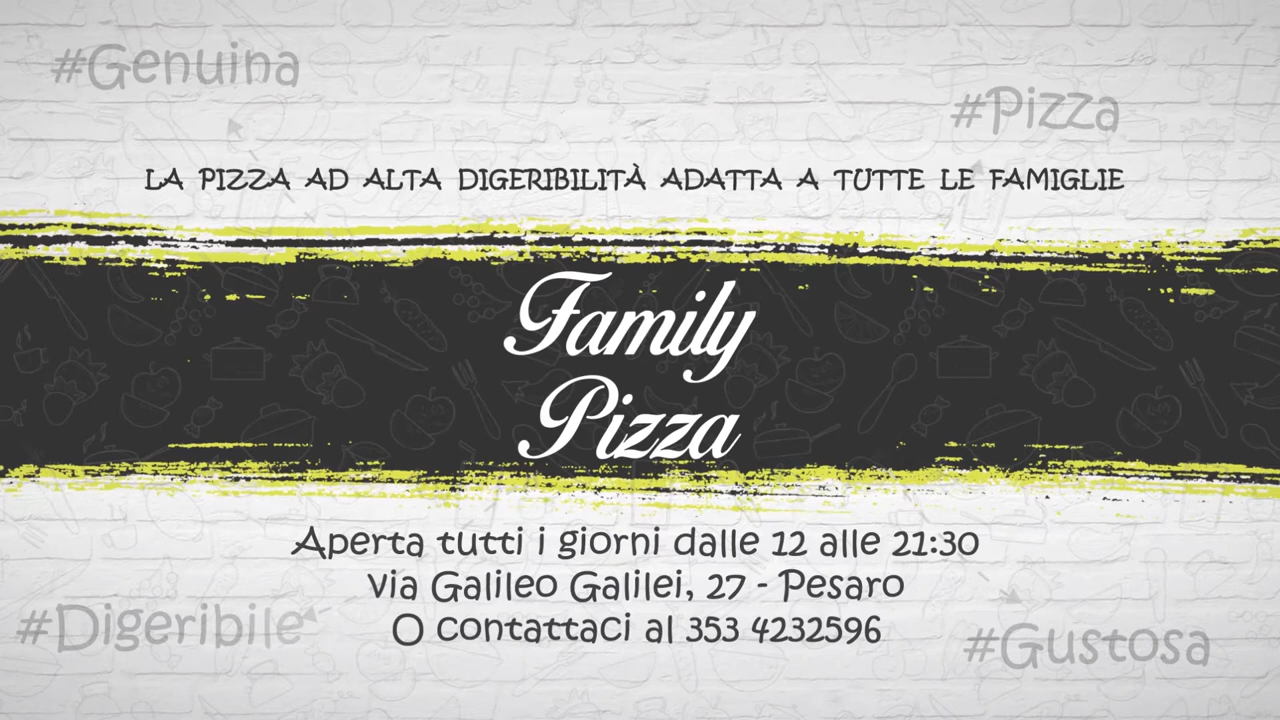 #Genuina
#Pizza
LA PIZZA AD ALTA DIGERIBILITÀ ADATTA A TUTTE LE FAMIGLIE
Family
Pizza
Aperta tutti i giorni dalle 12 alle 21:30
via Galileo Galilei, 27 - Pesaro
O contattaci al 353 4232596
#Digeribile
#Gustosa